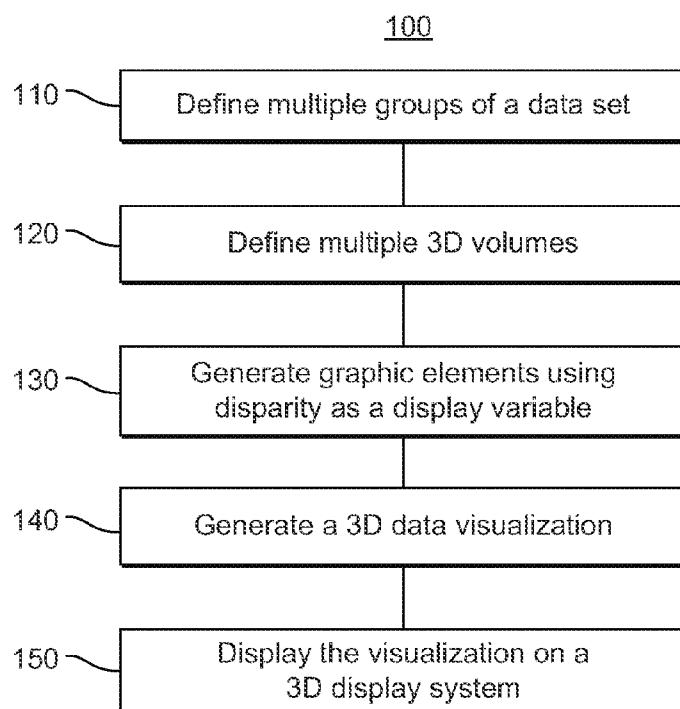 100
110
Define multiple groups of a data set
120
Define multiple 3D volumes
130
Generate graphic elements using
disparity as a display variable
140
Generate a 3D data visualization
150
Display the visualization on a
3D display system